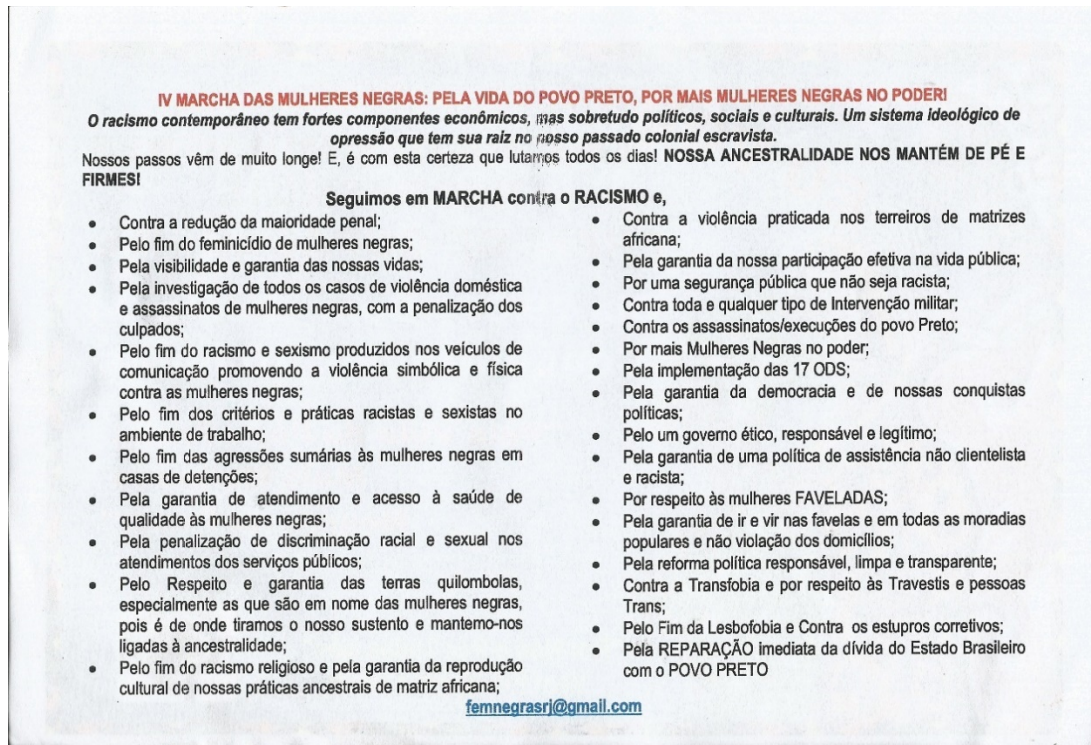 IV MARCHA DAS MULHERES NEGRAS: PELA VIDA DO POVO PRETO, POR MAIS MULHERES NEGRAS NO PODER!
O racismo contemporâneo tem fortes componentes econômicos, mas sobretudo políticos, sociais e culturais. Um sistema ideológico de
opressão que tem sua raiz no nosso passado colonial escravista.
Nossos passos vêm de muito longe! E, é com esta certeza que lutamos todos os dias! NOSSA ANCESTRALIDADE NOS MANTÉM DE PÉ E
FIRMES!
Seguimos em MARCHA contra o RACISMO e,
• Contra a redução da maioridade penal;
• Pelo fim do feminicídio de mulheres negras;
• Pela visibilidade e garantia das nossas vidas;
• Pela investigação de todos os casos de violência doméstica
e assassinatos de mulheres negras, com a penalização dos
culpados;
• Pelo fim do racismo e sexismo produzidos nos veículos de
comunicação promovendo a violência simbólica e física
contra as mulheres negras;
• Pelo fim dos critérios e práticas racistas e sexistas no
ambiente de trabalho;
• Pelo fim das agressões sumárias às mulheres negras em
casas de detenções;
• Pela garantia de atendimento e acesso à saúde de
qualidade às mulheres negras;
• Pela penalização de discriminação racial e sexual nos
atendimentos dos serviços públicos;
• Pelo Respeito e garantia das terras quilombolas,
especialmente as que são em nome das mulheres negras,
pois é de onde tiramos o nosso sustento e mantemo-nos
ligadas à ancestralidade;
• Pelo fim do racismo religioso e pela garantia da reprodução
cultural de nossas práticas ancestrais de matriz africana;
• Contra a violência praticada nos terreiros de matrizes
africana;
• Pela garantia da nossa participação efetiva na vida pública;
• Por uma segurança pública que não seja racista;
• Contra toda e qualquer tipo de Intervenção militar;
• Contra os assassinatos/execuções do povo Preto;
• Por mais Mulheres Negras no poder;
• Pela implementação das 17 ODS;
• Pela garantia da democracia e de nossas conquistas
políticas;
• Pelo um governo ético, responsável e legítimo;
• Pela garantia de uma política de assistência não clientelista
e racista;
• Por respeito às mulheres FAVELADAS;
• Pela garantia de ir e vir nas favelas e em todas as moradias
populares e não violação dos domicílios;
• Pela reforma política responsável, limpa e transparente;
• Contra a Transfobia e por respeito às Travestis e pessoas
Trans;
• Pelo Fim da Lesbofobia e Contra os estupros corretivos;
• Pela REPARAÇÃO imediata da dívida do Estado Brasileiro
com o POVO PRETO
femnegrasrj@gmail.com